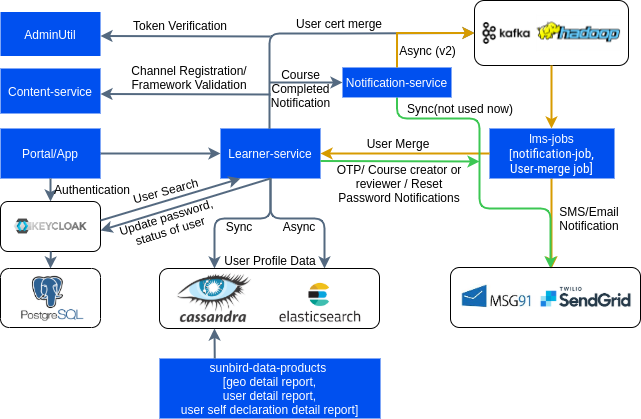 AdminUtil
Token Verification
User cert merge
kafka
hadoop
Async (v2)
Content-service
Channel Registration/
Framework Validation
Course
Completed
Notification
Notification-service
Sync(not used now)
Portal/App
Learner-service
User Merge
lms-jobs
[notification-job,
User-merge job]
OTP/ Course creator or
reviewer / Reset
Password Notifications
Authentication
User Search
Update password,
status of user
KEYCLOAK
Sync
Async
SMS/Email
Notification
User Profile Data
PostgreSQL
cassandra
elasticsearch
MSG91
TWILIO
SendGrid
sunbird-data-products
[geo detail report,
user detail report,
user self declaration detail report]